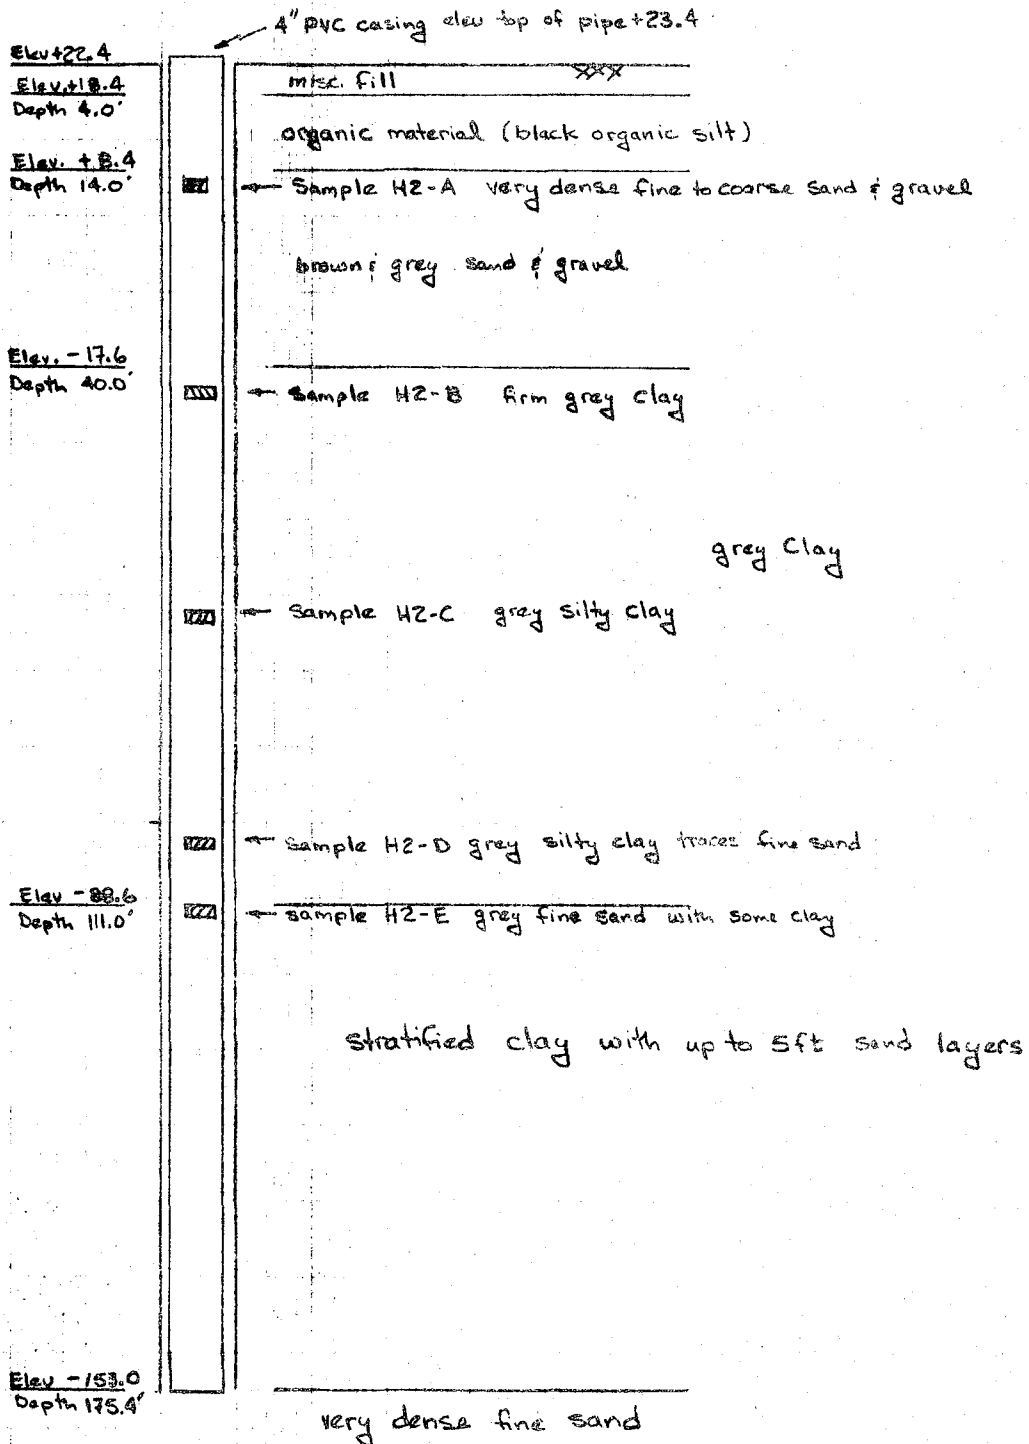 4" PVC casing elev top of pipe +23.4
Elev +22.4
misc. fill XXX
Elev. +18.4
Depth 4.0'
organic material (black organic silt)
Elev. +8.4
Depth 14.0'
Sample H2-A very dense fine to coarse sand & gravel
brown & grey sand & gravel
Elev. -17.6
Depth 40.0'
Sample H2-B firm grey clay
grey Clay
Sample H2-C grey silty clay
Sample H2-D grey silty clay traces fine sand
Elev -88.6
Depth 111.0'
sample H2-E grey fine sand with some clay
stratified clay with up to 5ft sand layers
Elev -153.0
Depth 175.4'
very dense fine sand